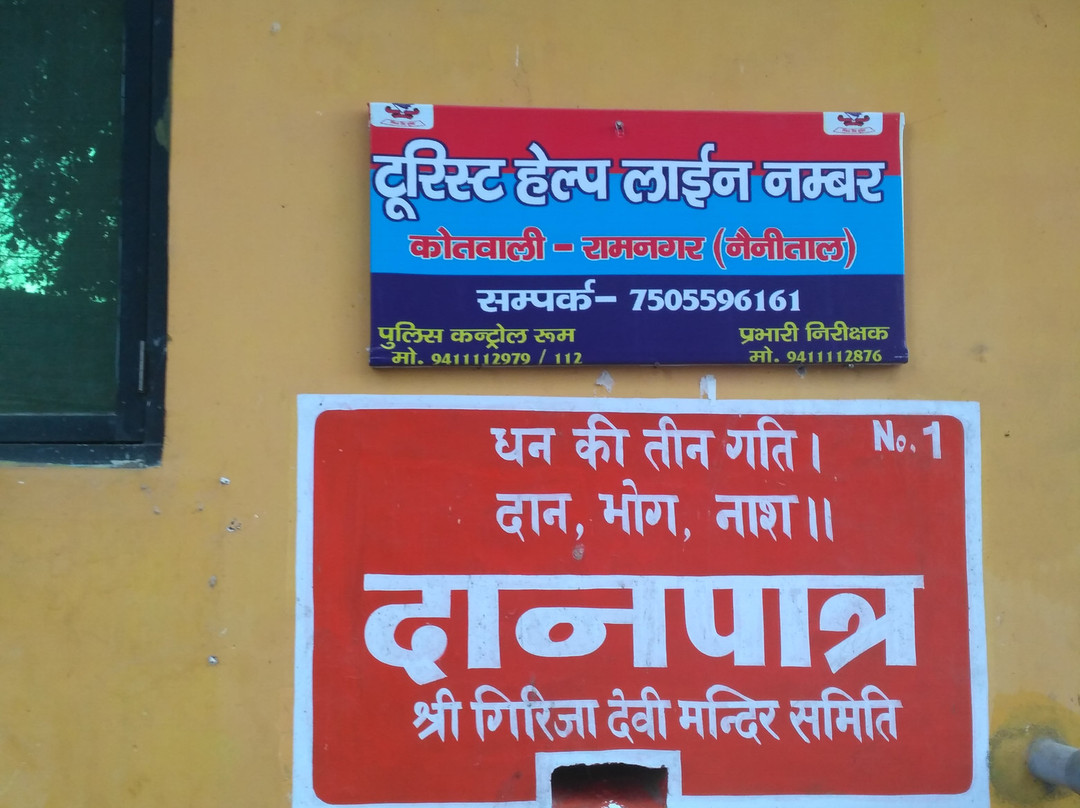 टूरिस्ट हेल्प लाईन नम्बर
कोतवाली - रामनगर (नैनीताल)
सम्पर्क- 7505596161
पुलिस कन्ट्रोल रूम
मो. 9411112979 / 112
प्रभारी निरीक्षक
मो. 9411112876
No. 1
धन की तीन गति।
दान, भोग, नाश॥
दानपात्र
श्री गिरिजा देवी मन्दिर समिति